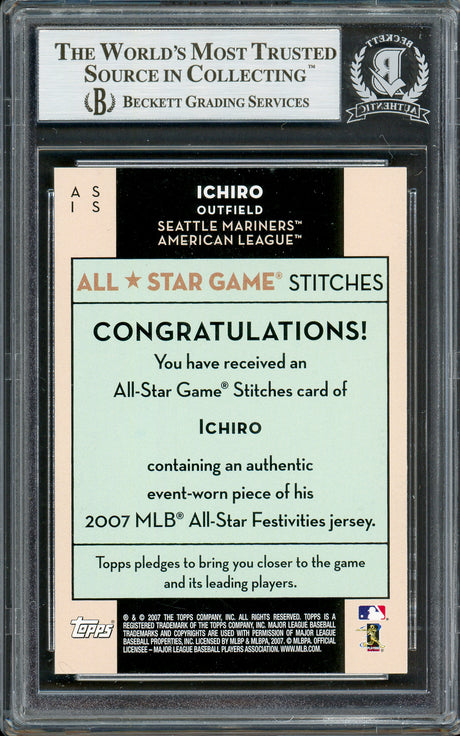 THE WORLD'S MOST TRUSTED
SOURCE IN COLLECTING™
B BECKETT GRADING SERVICES
BECKETT
B
AUTHENTIC
A S
I S
ICHIRO
OUTFIELD
SEATTLE MARINERS™
AMERICAN LEAGUE™
ALL ★ STAR GAME® STITCHES
CONGRATULATIONS!
You have received an
All-Star Game® Stitches card of
ICHIRO
containing an authentic
event-worn piece of his
2007 MLB® All-Star Festivities jersey.
Topps pledges to bring you closer to the game
and its leading players.
topps
® & © 2007 THE TOPPS COMPANY, INC. ALL RIGHTS RESERVED. TOPPS IS A
REGISTERED TRADEMARK OF THE TOPPS COMPANY, INC. MAJOR LEAGUE BASEBALL
TRADEMARKS AND COPYRIGHTS ARE USED WITH PERMISSION OF MAJOR LEAGUE
BASEBALL PROPERTIES, INC. LICENSED BY MLBP & MLBPA, 2007. © MLBPA. OFFICIAL
LICENSEE – MAJOR LEAGUE BASEBALL PLAYERS ASSOCIATION. WWW.MLB.COM.